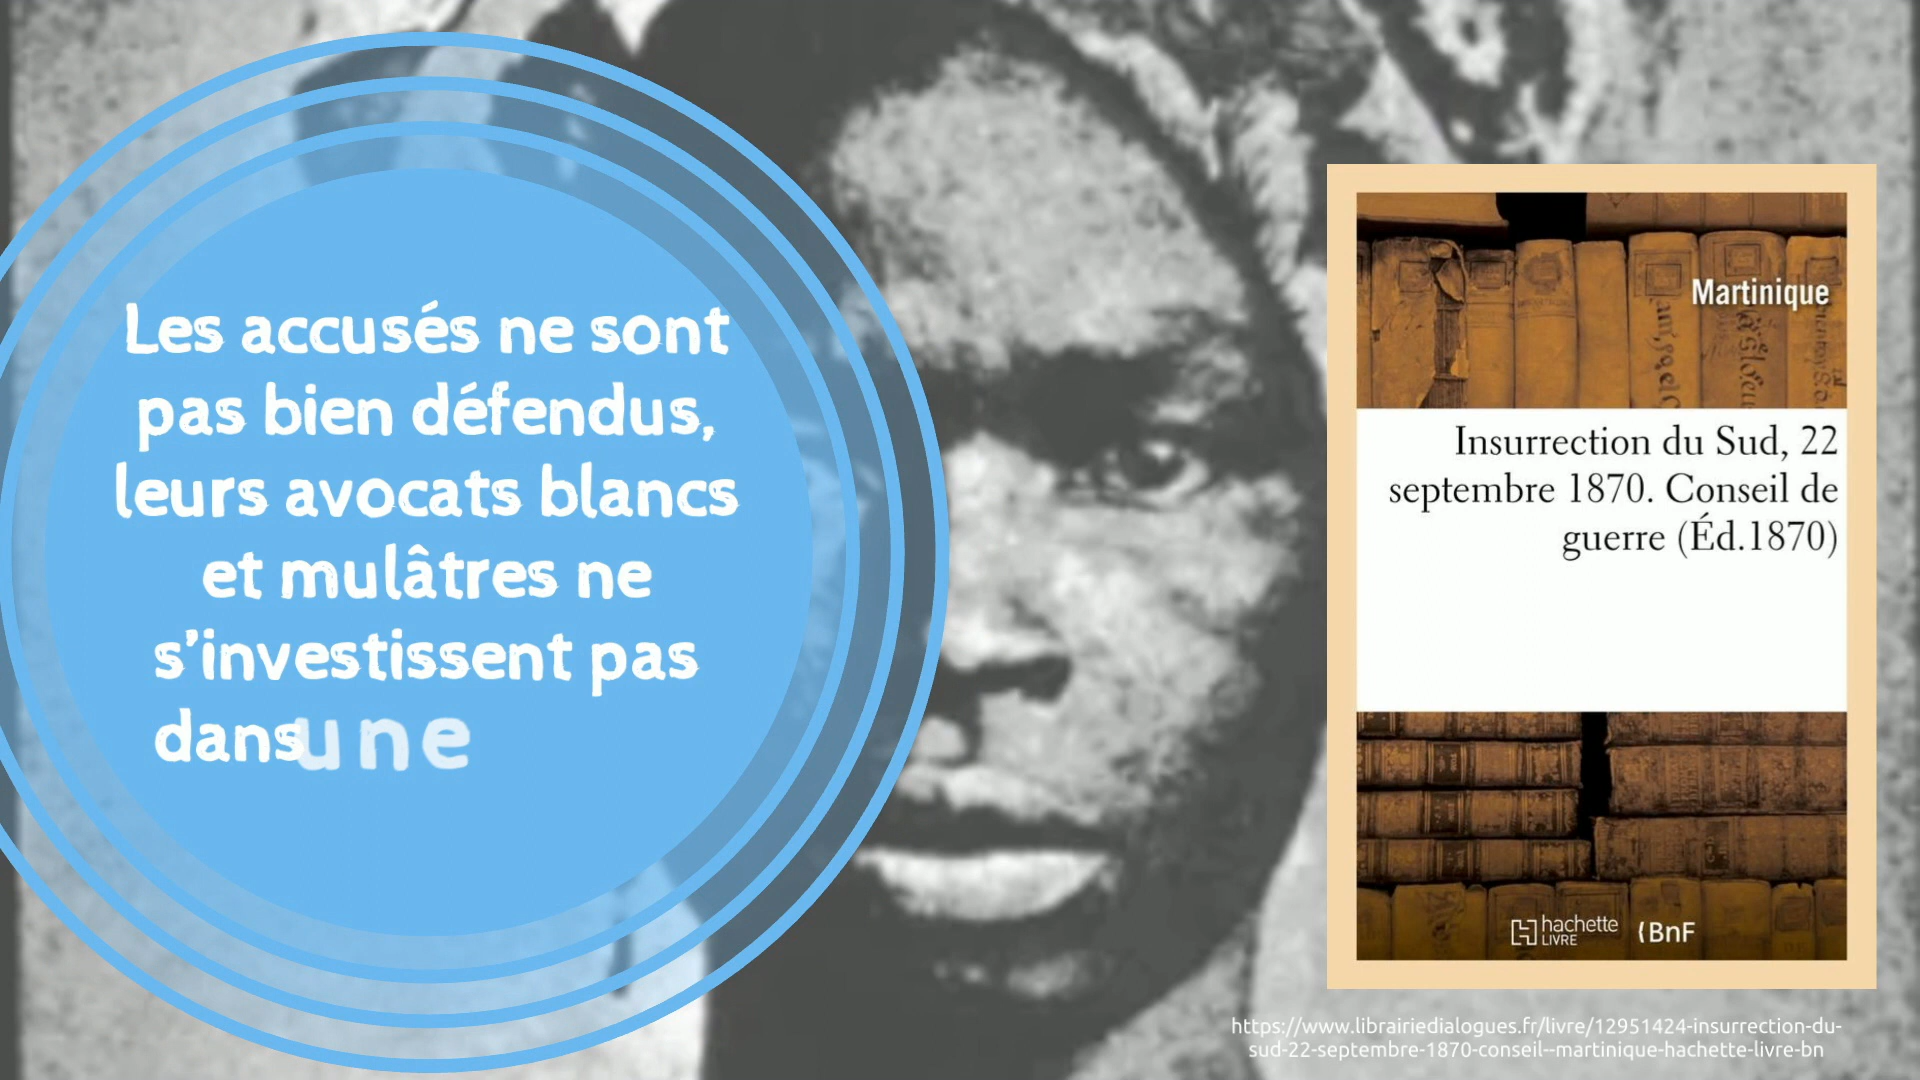 Les accusés ne sont
pas bien défendus,
leurs avocats blancs
et mulâtres ne
s'investissent pas
dans une
Martinique
Insurrection du Sud, 22
septembre 1870. Conseil de
guerre (Éd.1870)
hachette
LIVRE
{BnF
https://www.librairiedialogues.fr/livre/12951424-insurrection-du-
sud-22-septembre-1870-conseil--martinique-hachette-livre-bn